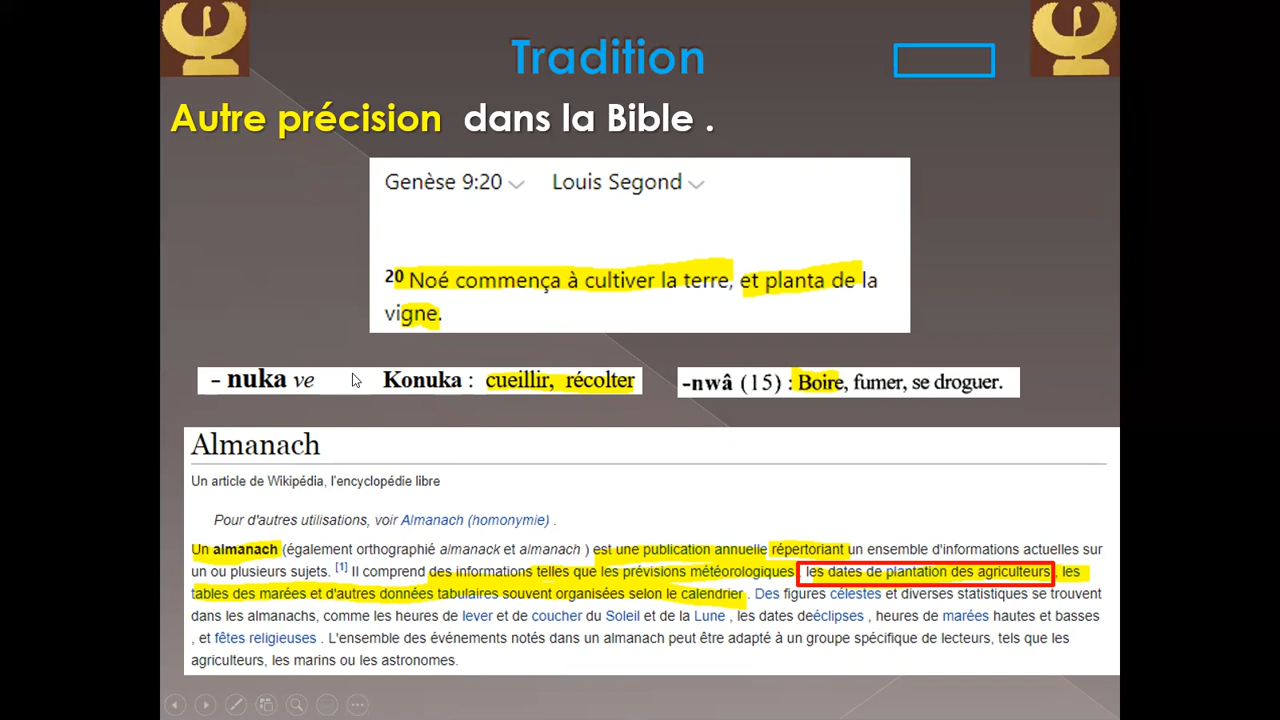 Tradition
Autre précision dans la Bible .
Genèse 9:20 Louis Segond
20 Noé commença à cultiver la terre, et planta de la
vigne.
- nuka ve Konuka : cueillir, récolter
-nwâ (15) : Boire, fumer, se droguer.
Almanach
Un article de Wikipédia, l'encyclopédie libre
Pour d'autres utilisations, voir Almanach (homonymie) .
Un almanach (également orthographié almanack et almanach ) est une publication annuelle répertoriant un ensemble d'informations actuelles sur
un ou plusieurs sujets. [1] Il comprend des informations telles que les prévisions météorologiques les dates de plantation des agriculteurs , les
tables des marées et d'autres données tabulaires souvent organisées selon le calendrier . Des figures célestes et diverses statistiques se trouvent
dans les almanachs, comme les heures de lever et de coucher du Soleil et de la Lune , les dates deéclipses , heures de marées hautes et basses
, et fêtes religieuses . L'ensemble des événements notés dans un almanach peut être adapté à un groupe spécifique de lecteurs, tels que les
agriculteurs, les marins ou les astronomes.